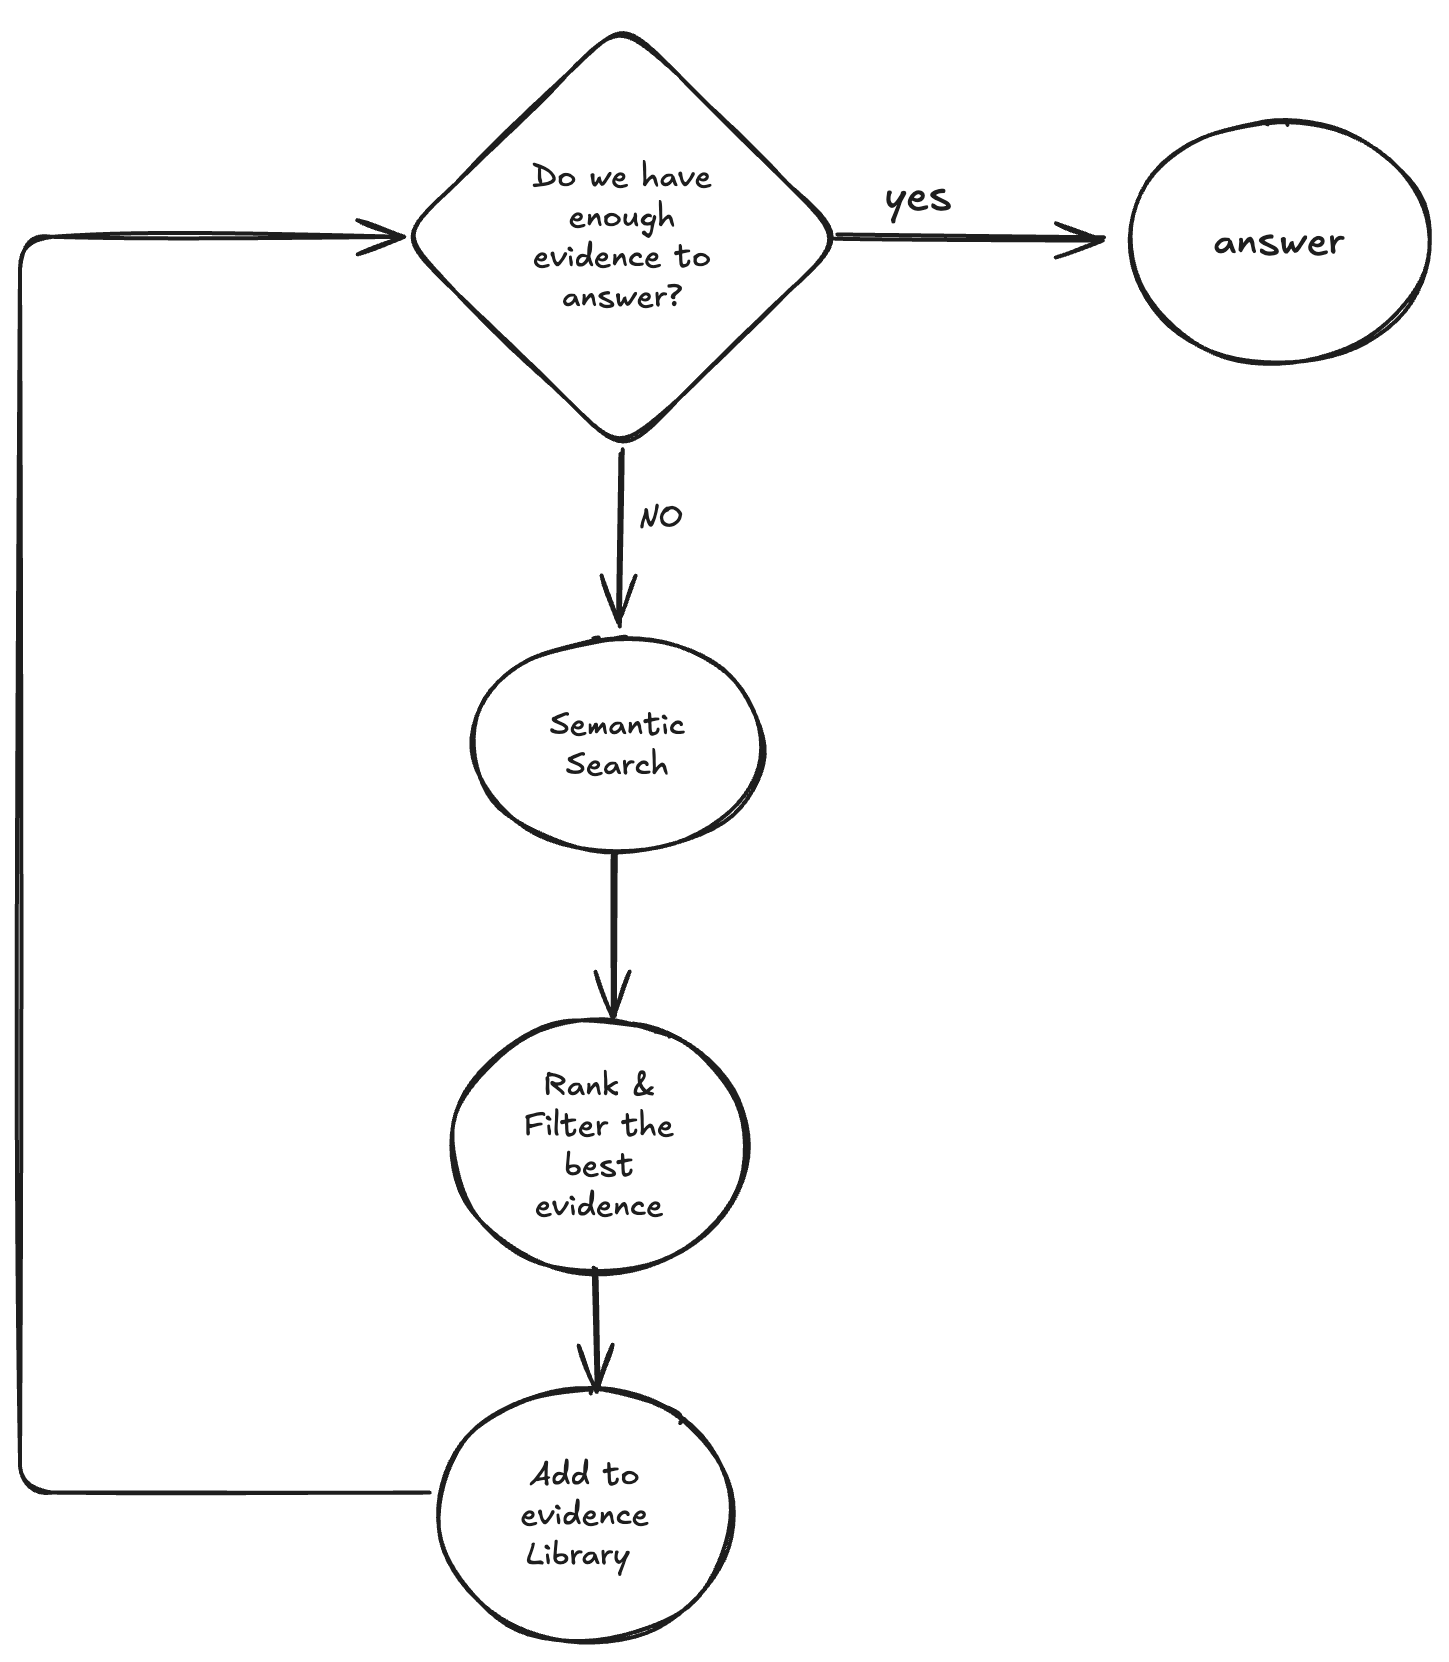 Do we have
enough
evidence to
answer?
yes
answer
NO
Semantic
Search
Rank &
Filter the
best
evidence
Add to
evidence
Library